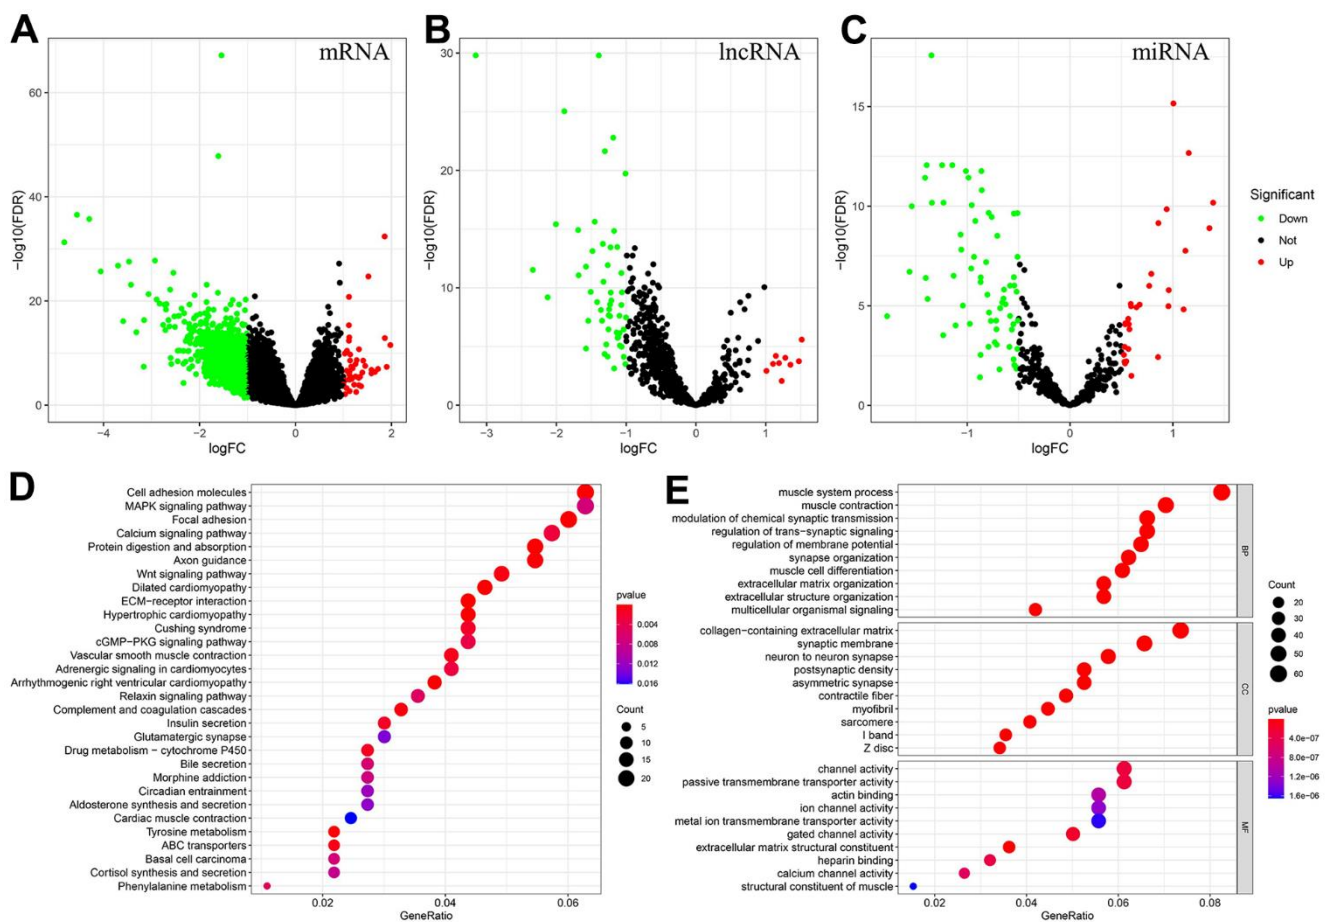 A
mRNA
60
40
20
0
-4
-2
0
2
-log10(FDR)
logFC
B
lncRNA
30
20
10
0
-3
-2
-1
0
1
-log10(FDR)
logFC
C
miRNA
15
10
5
0
-1
0
1
-log10(FDR)
logFC
Significant
Down
Not
Up
D
Cell adhesion molecules
MAPK signaling pathway
Focal adhesion
Calcium signaling pathway
Protein digestion and absorption
Axon guidance
Wnt signaling pathway
Dilated cardiomyopathy
ECM-receptor interaction
Hypertrophic cardiomyopathy
Cushing syndrome
cGMP-PKG signaling pathway
Vascular smooth muscle contraction
Adrenergic signaling in cardiomyocytes
Arrhythmogenic right ventricular cardiomyopathy
Relaxin signaling pathway
Complement and coagulation cascades
Insulin secretion
Glutamatergic synapse
Drug metabolism - cytochrome P450
Bile secretion
Morphine addiction
Circadian entrainment
Aldosterone synthesis and secretion
Cardiac muscle contraction
Tyrosine metabolism
ABC transporters
Basal cell carcinoma
Cortisol synthesis and secretion
Phenylalanine metabolism
0.02
0.04
0.06
GeneRatio
pvalue
0.004
0.008
0.012
0.016
Count
5
10
15
20
E
muscle system process
muscle contraction
modulation of chemical synaptic transmission
regulation of trans-synaptic signaling
regulation of membrane potential
synapse organization
muscle cell differentiation
extracellular matrix organization
extracellular structure organization
multicellular organismal signaling
BP
collagen-containing extracellular matrix
synaptic membrane
neuron to neuron synapse
postsynaptic density
asymmetric synapse
contractile fiber
myofibril
sarcomere
I band
Z disc
CC
channel activity
passive transmembrane transporter activity
actin binding
ion channel activity
metal ion transmembrane transporter activity
gated channel activity
extracellular matrix structural constituent
heparin binding
calcium channel activity
structural constituent of muscle
MF
0.02
0.04
0.06
0.08
GeneRatio
Count
20
30
40
50
60
pvalue
4.0e-07
8.0e-07
1.2e-06
1.6e-06